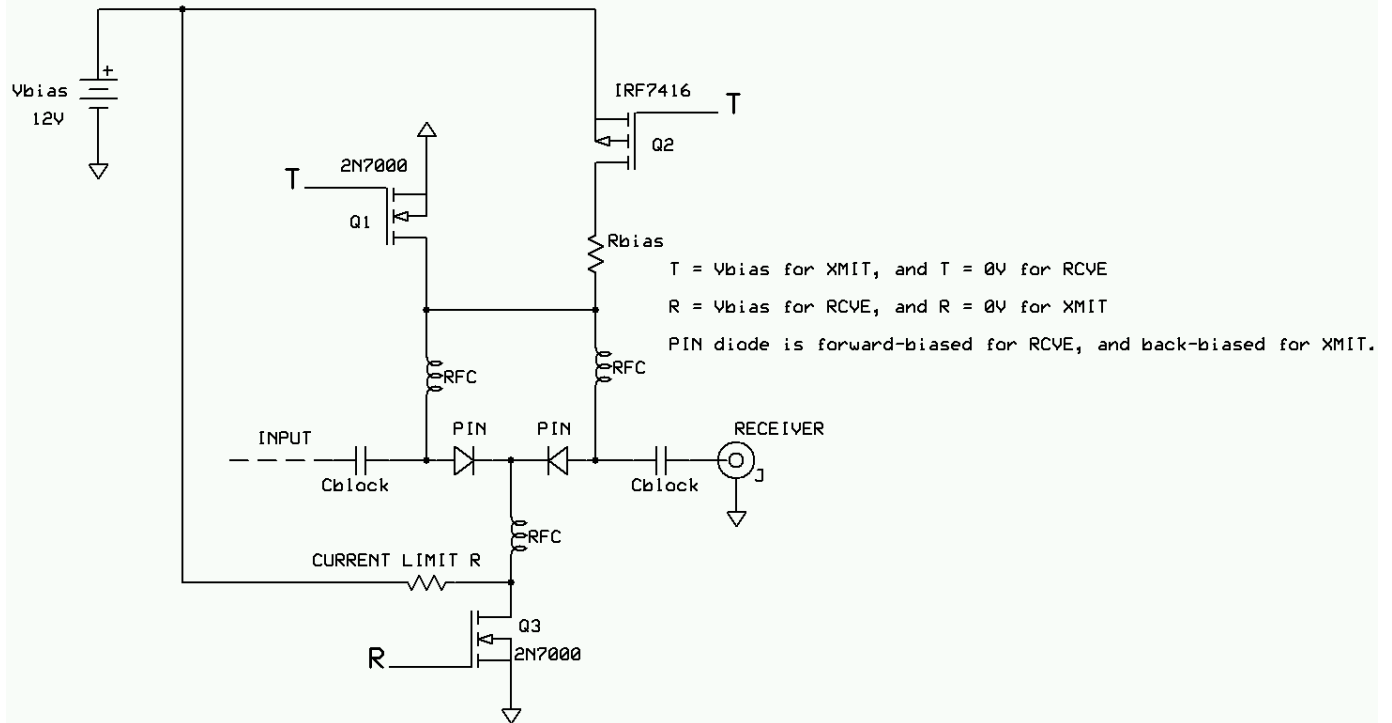 +
Vbias
12V
IRF7416
T
Q2
2N7000
T
Q1
Rbias
T = Vbias for XMIT, and T = 0V for RCVE
R = Vbias for RCVE, and R = 0V for XMIT
PIN diode is forward-biased for RCVE, and back-biased for XMIT.
RFC
RFC
INPUT
PIN
PIN
RECEIVER
Cblock
Cblock
J
RFC
CURRENT LIMIT R
Q3
2N7000
R